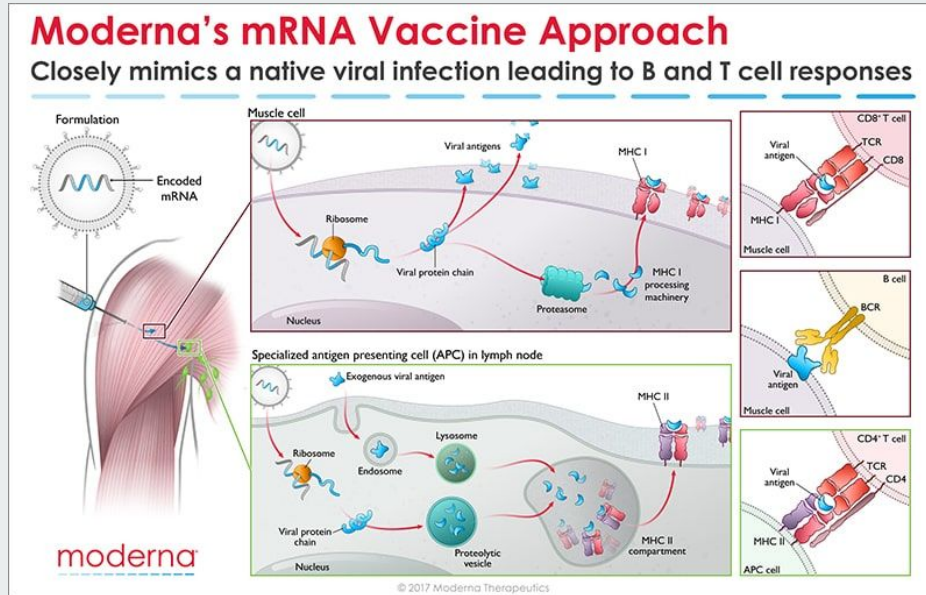 Moderna's mRNA Vaccine Approach
Closely mimics a native viral infection leading to B and T cell responses
Formulation
Encoded
mRNA
moderna
Muscle cell
Viral antigens
MHC I
Ribosome
Viral protein chain
Proteasome
MHC I
processing
machinery
Nucleus
Specialized antigen presenting cell (APC) in lymph node
Exogenous viral antigen
MHC II
Ribosome
Endosome
Lysosome
Viral protein
chain
Proteolytic
vesicle
MHC II
compartment
Nucleus
CD8⁺ T cell
Viral
antigen
TCR
CD8
MHC I
Muscle cell
B cell
BCR
Viral
antigen
Muscle cell
CD4⁺ T cell
Viral
antigen
TCR
CD4
MHC II
APC cell
© 2017 Moderna Therapeutics